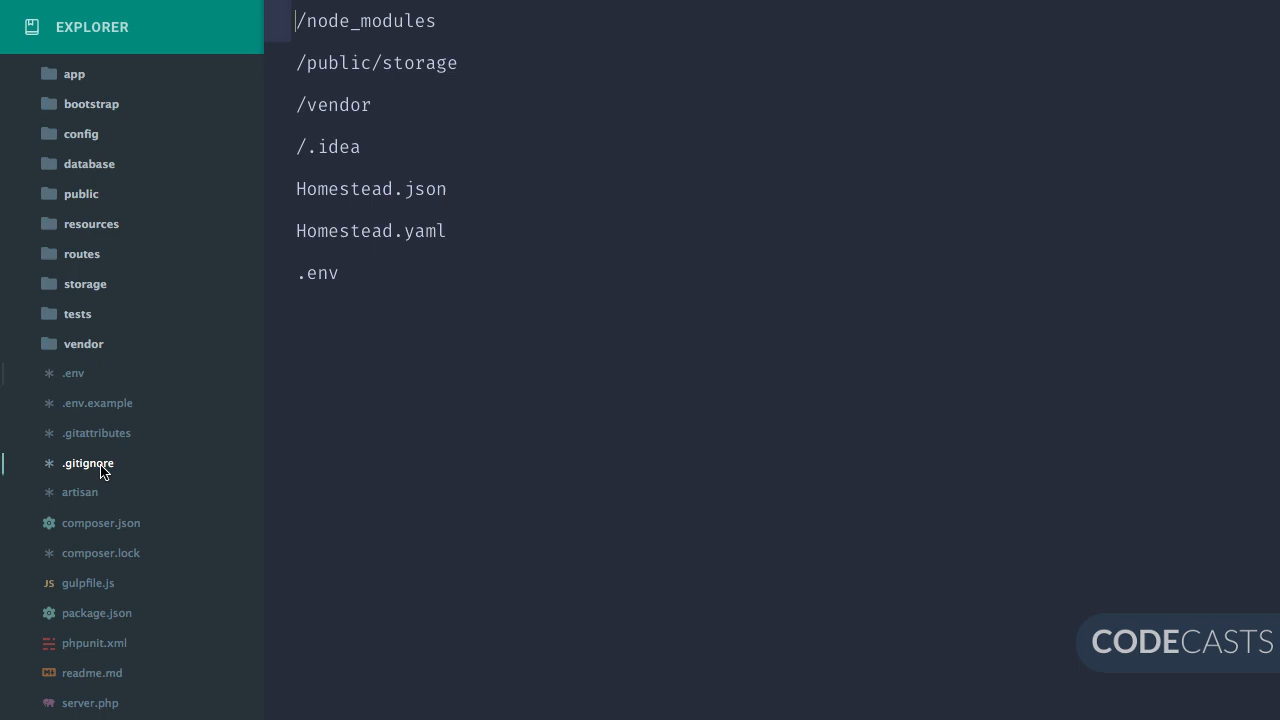 EXPLORER
app
bootstrap
config
database
public
resources
routes
storage
tests
vendor
.env
.env.example
.gitattributes
.gitignore
artisan
composer.json
composer.lock
JS gulpfile.js
package.json
phpunit.xml
readme.md
server.php
/node_modules
/public/storage
/vendor
/.idea
Homestead.json
Homestead.yaml
.env
CODECASTS